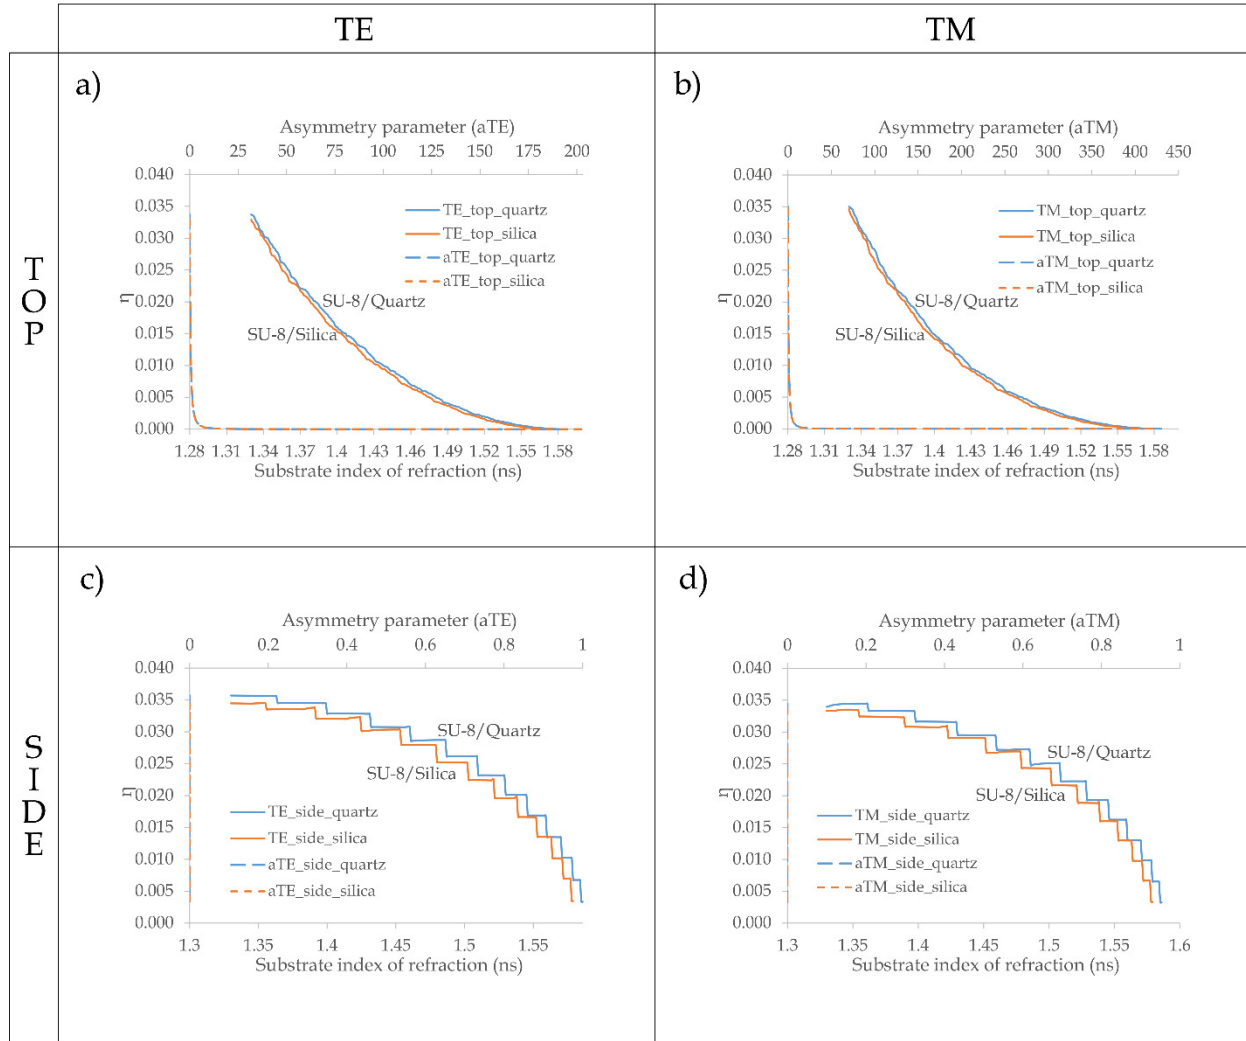 TE
TM
TOP
a)
Asymmetry parameter (aTE)
0 25 50 75 100 125 150 175 200
0.040
0.035
0.030
0.025
0.020
0.015
0.010
0.005
0.000
η
TE_top_quartz
TE_top_silica
aTE_top_quartz
aTE_top_silica
SU-8/Quartz
SU-8/Silica
1.28 1.31 1.34 1.37 1.4 1.43 1.46 1.49 1.52 1.55 1.58
Substrate index of refraction (ns)
b)
Asymmetry parameter (aTM)
0 50 100 150 200 250 300 350 400 450
0.040
0.035
0.030
0.025
0.020
0.015
0.010
0.005
0.000
η
TM_top_quartz
TM_top_silica
aTM_top_quartz
aTM_top_silica
SU-8/Quartz
SU-8/Silica
1.28 1.31 1.34 1.37 1.4 1.43 1.46 1.49 1.52 1.55 1.58
Substrate index of refraction (ns)
SIDE
c)
Asymmetry parameter (aTE)
0 0.2 0.4 0.6 0.8 1
0.040
0.035
0.030
0.025
0.020
0.015
0.010
0.005
0.000
η
SU-8/Quartz
SU-8/Silica
TE_side_quartz
TE_side_silica
aTE_side_quartz
aTE_side_silica
1.3 1.35 1.4 1.45 1.5 1.55
Substrate index of refraction (ns)
d)
Asymmetry parameter (aTM)
0 0.2 0.4 0.6 0.8 1
0.040
0.035
0.030
0.025
0.020
0.015
0.010
0.005
0.000
η
SU-8/Quartz
SU-8/Silica
TM_side_quartz
TM_side_silica
aTM_side_quartz
aTM_side_silica
1.3 1.35 1.4 1.45 1.5 1.55 1.6
Substrate index of refraction (ns)